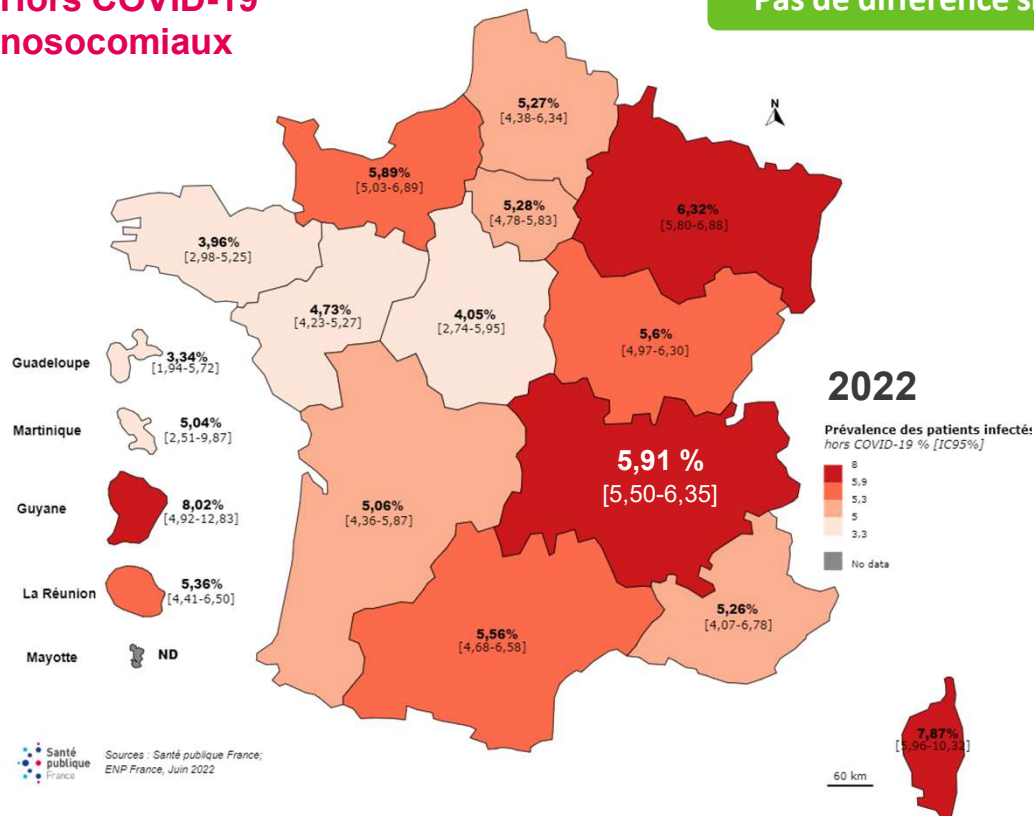 Hors COVID-19
nosocomiaux
Pas de différence
N
5,27%
[4,38-6,34]
5,89%
[5,03-6,89]
5,28%
[4,78-5,83]
6,32%
[5,80-6,88]
3,96%
[2,98-5,25]
4,73%
[4,23-5,27]
4,05%
[2,74-5,95]
5,6%
[4,97-6,30]
Guadeloupe
3,34%
[1,94-5,72]
Martinique
5,04%
[2,51-9,87]
Guyane
8,02%
[4,92-12,83]
La Réunion
5,36%
[4,41-6,50]
Mayotte
ND
5,91 %
[5,50-6,35]
5,06%
[4,36-5,87]
5,56%
[4,68-6,58]
5,26%
[4,07-6,78]
7,87%
[5,96-10,32]
2022
Prévalence des patients infectés
hors COVID-19 % [IC95%]
8
5,9
5,3
5
3,3
No data
60 km
Santé
publique
France
Sources : Santé publique France;
ENP France, Juin 2022